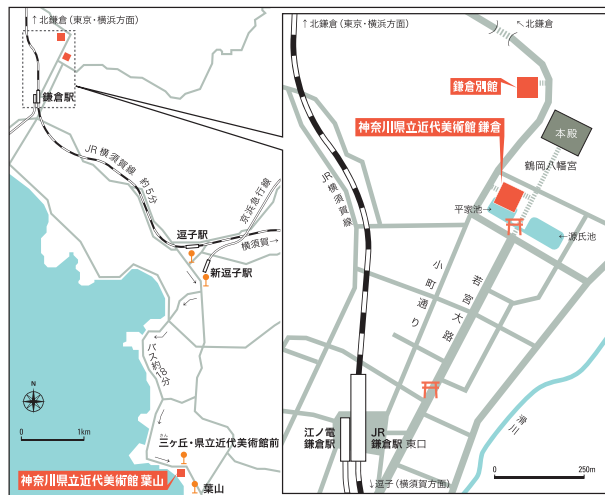 ↑北鎌倉（東京・横浜方面）
鎌倉駅
JR横須賀線 約5分
京浜急行線
逗子駅
横須賀→
新逗子駅
バス約18分
N
0 1km
三ヶ丘・県立近代美術館前
神奈川県立近代美術館 葉山
葉山
↑北鎌倉（東京・横浜方面）
↖北鎌倉
鎌倉別館
神奈川県立近代美術館 鎌倉
本殿
鶴岡八幡宮
JR横須賀線
平家池→
←源氏池
小町通り
若宮大路
滑川
江ノ電
鎌倉駅
JR
鎌倉駅 東口
↓逗子（横須賀方面）
0 250m